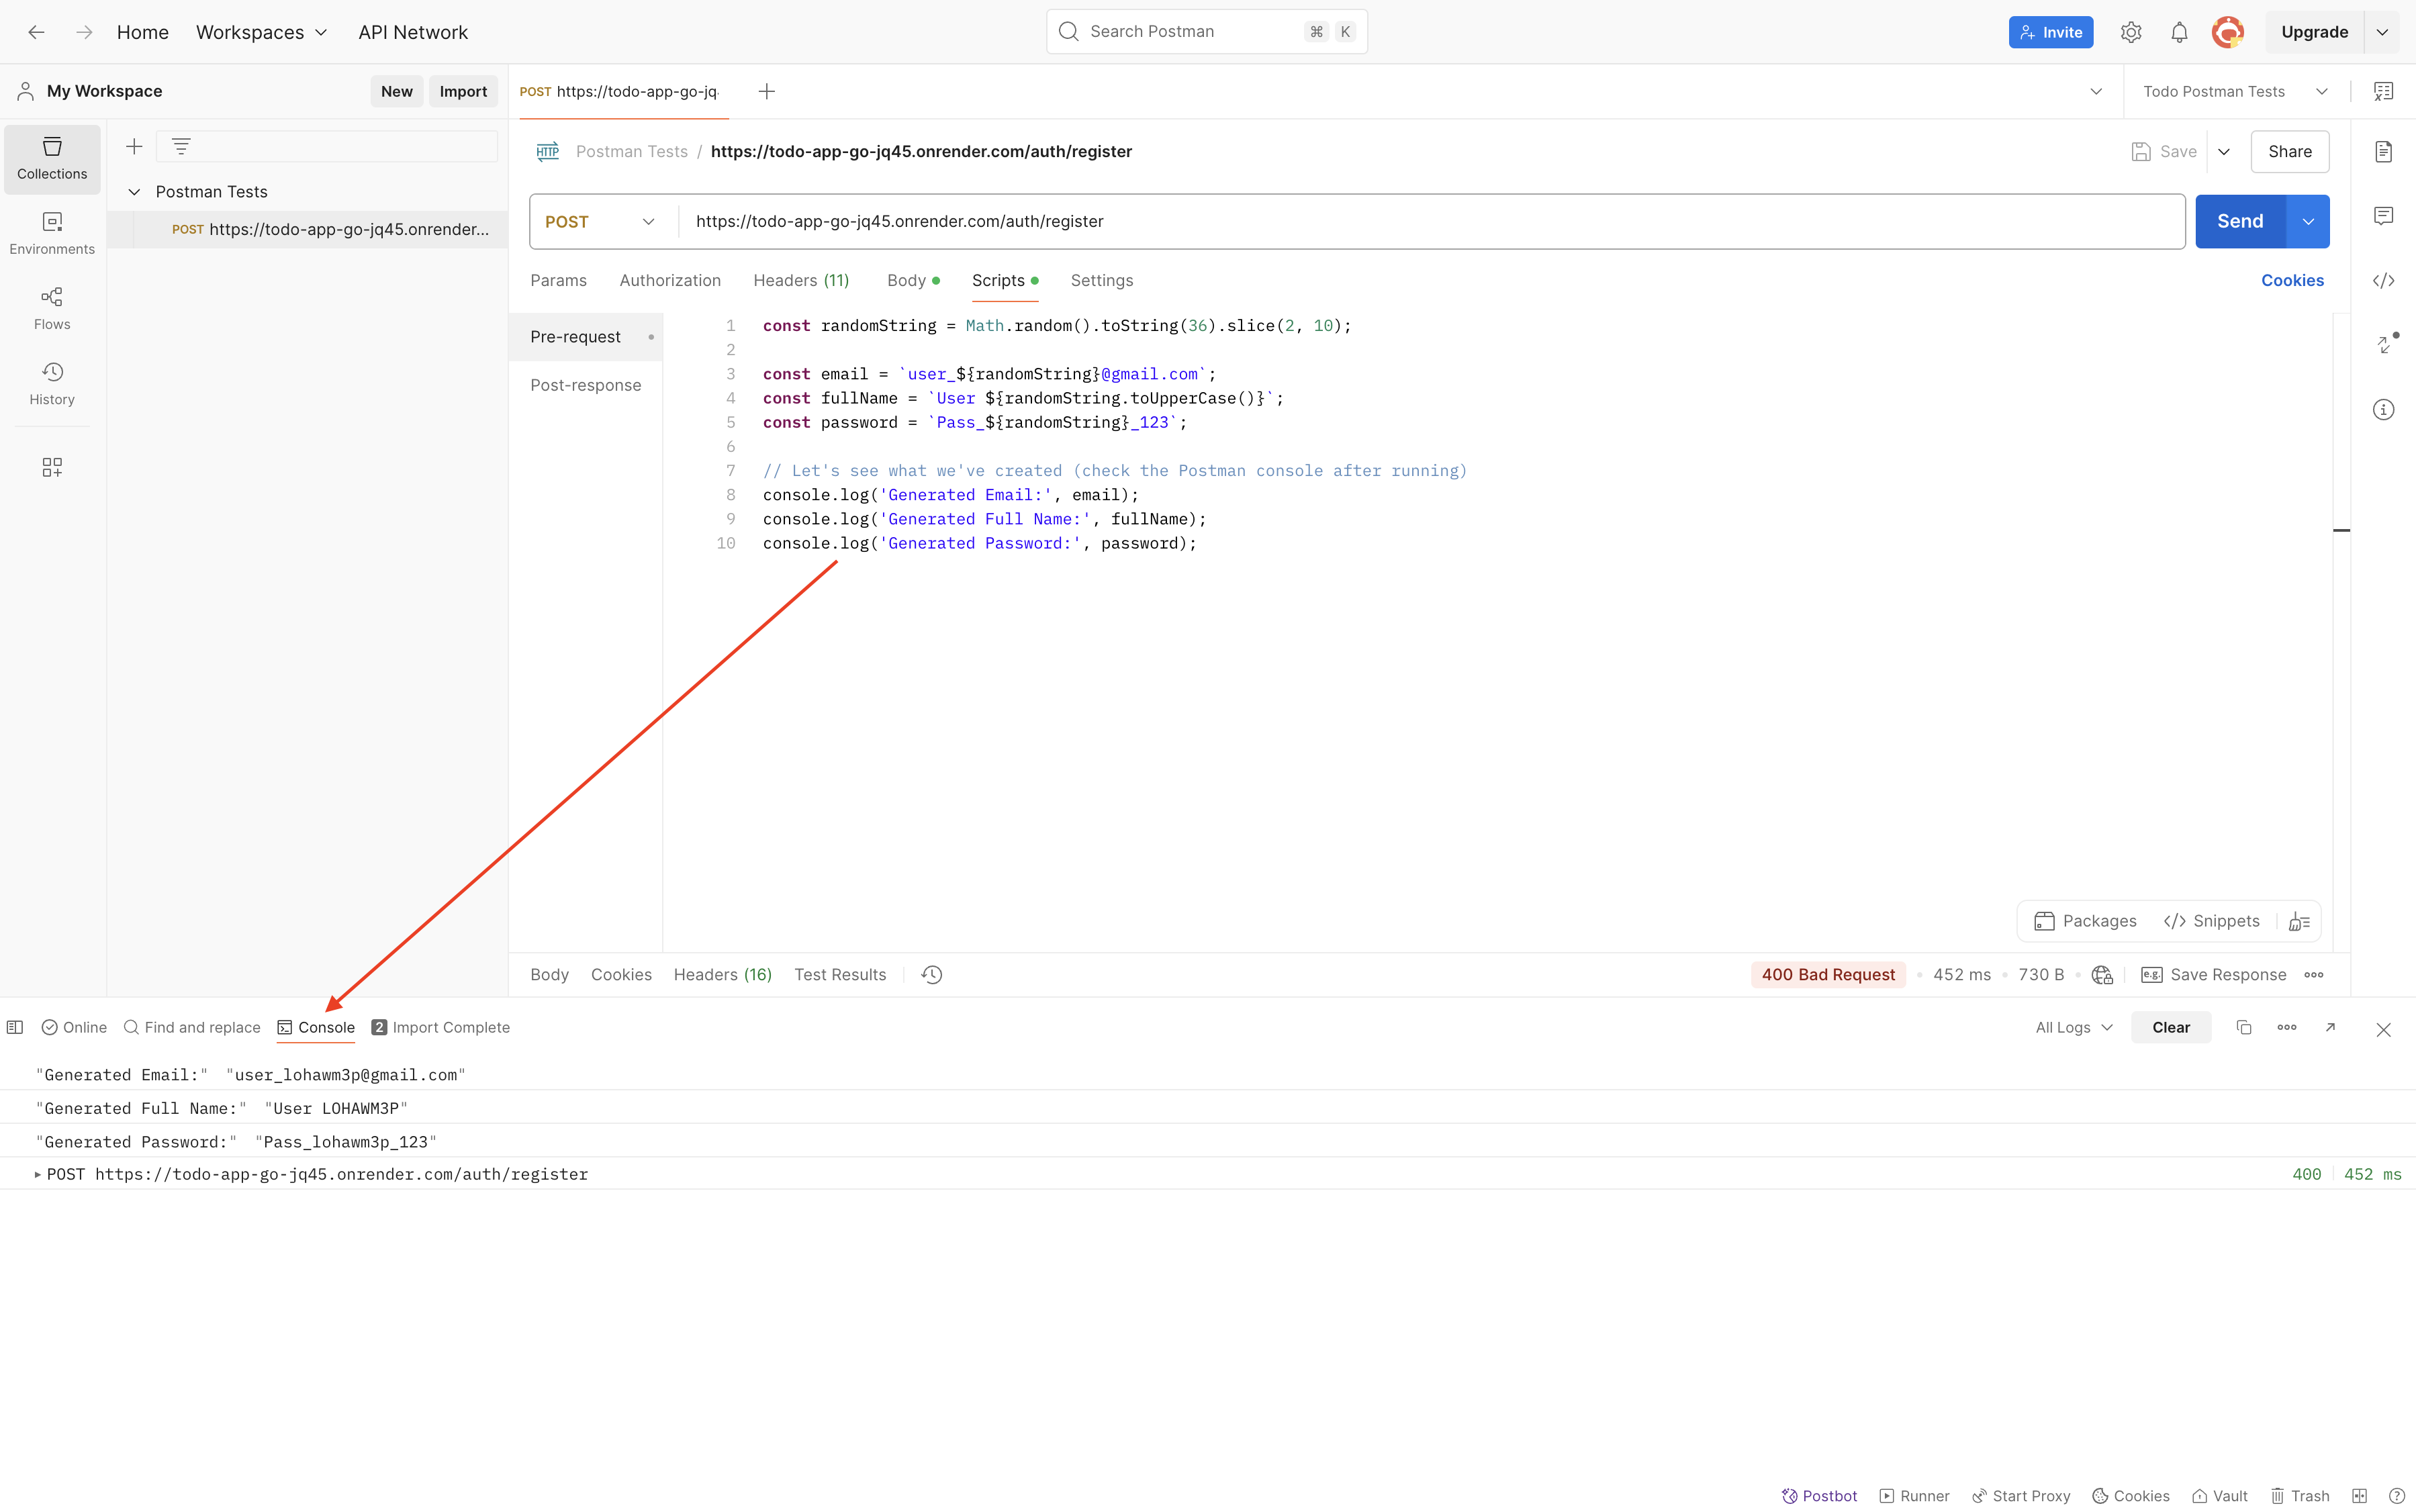 Home Workspaces API Network Search Postman ⌘ K Invite Upgrade
My Workspace New Import POST https://todo-app-go-jq Todo Postman Tests
Collections
Environments
Flows
History
Postman Tests
POST https://todo-app-go-jq45.onrender...
HTTP Postman Tests / https://todo-app-go-jq45.onrender.com/auth/register Save Share
POST https://todo-app-go-jq45.onrender.com/auth/register Send
Params Authorization Headers (11) Body Scripts Settings Cookies
Pre-request
Post-response
1 const randomString = Math.random().toString(36).slice(2, 10);
2
3 const email = `user_${randomString}@gmail.com`;
4 const fullName = `User ${randomString.toUpperCase()}`;
5 const password = `Pass_${randomString}_123`;
6
7 // Let's see what we've created (check the Postman console after running)
8 console.log('Generated Email:', email);
9 console.log('Generated Full Name:', fullName);
10 console.log('Generated Password:', password);
Packages </> Snippets
Body Cookies Headers (16) Test Results 400 Bad Request • 452 ms • 730 B • e.g. Save Response
Online Find and replace Console 2 Import Complete All Logs Clear
"Generated Email:" "user_lohawm3p@gmail.com"
"Generated Full Name:" "User LOHAWM3P"
"Generated Password:" "Pass_lohawm3p_123"
POST https://todo-app-go-jq45.onrender.com/auth/register 400 452 ms
Postbot Runner Start Proxy Cookies Vault Trash